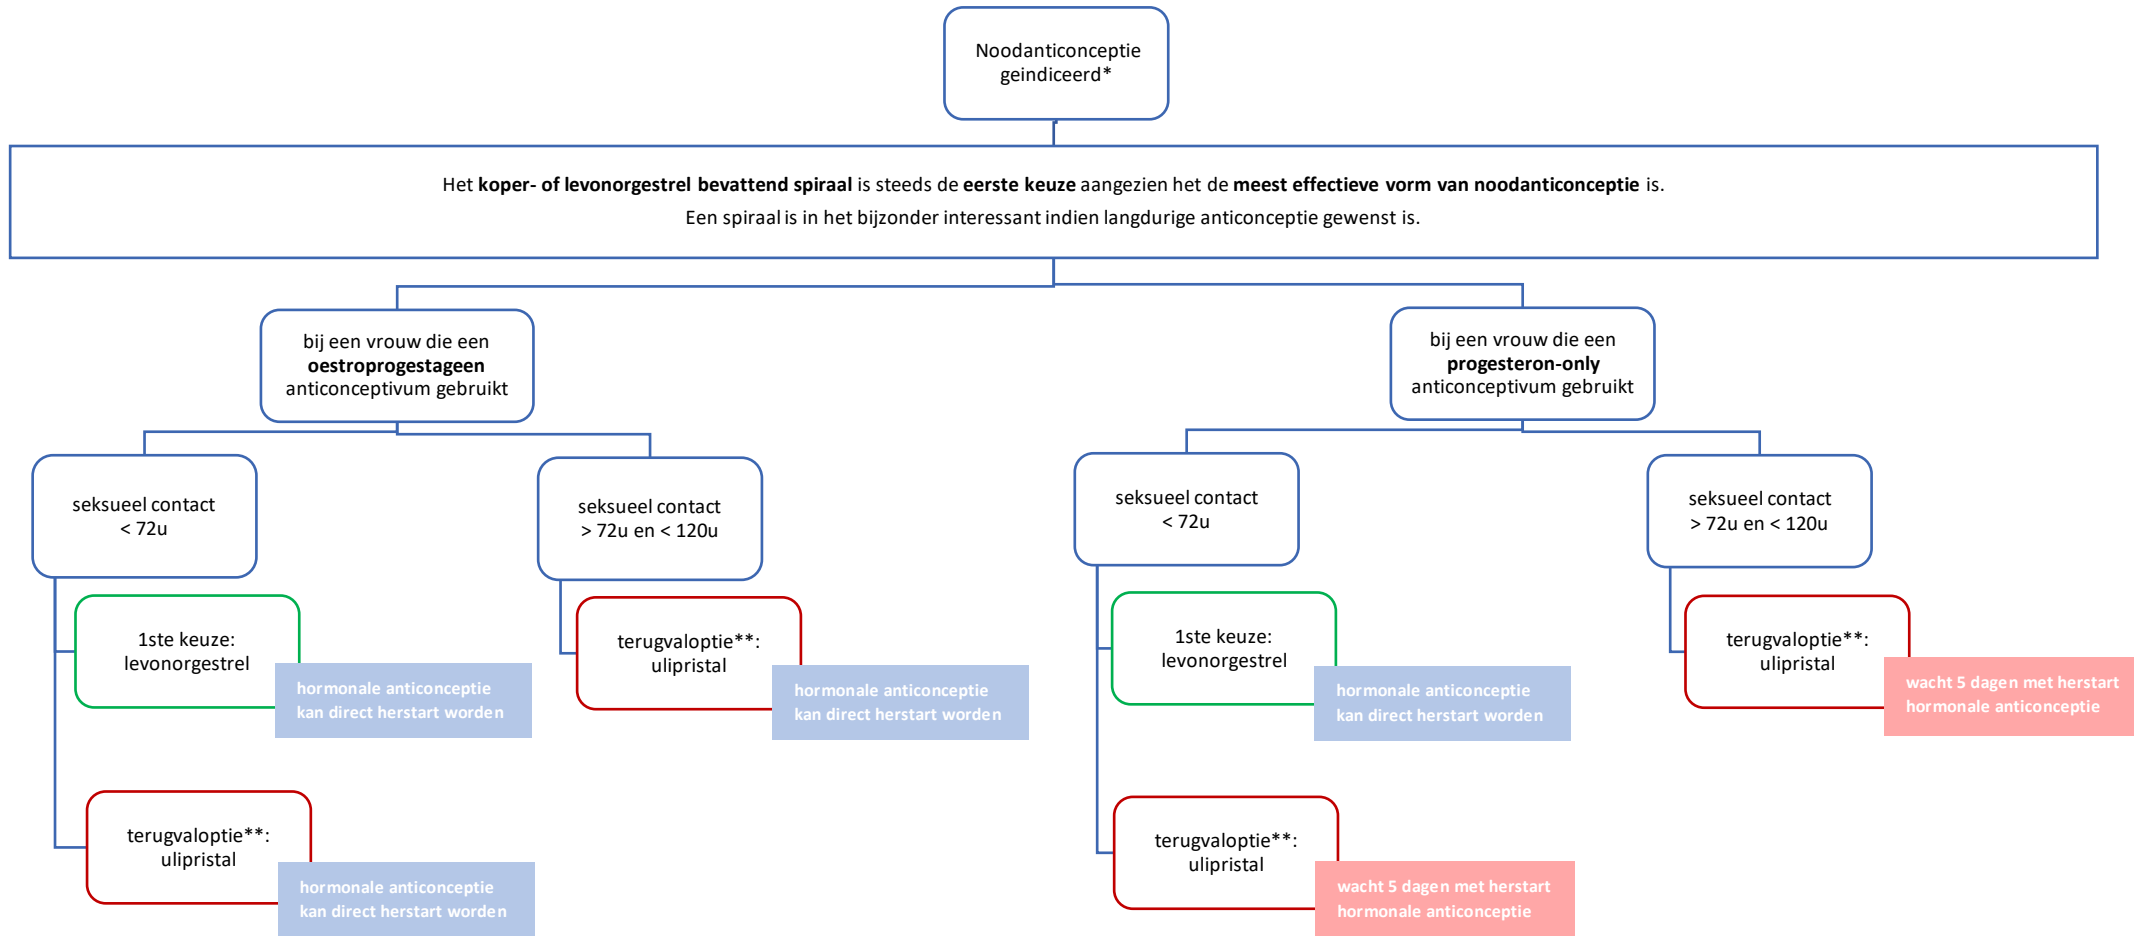 Noodanticonceptie
geindiceerd*
Het koper- of levonorgestrel bevattend spiraal is steeds de eerste keuze aangezien het de meest effectieve vorm van noodanticonceptie is.
Een spiraal is in het bijzonder interessant indien langdurige anticonceptie gewenst is.
bij een vrouw die een
oestroprogestageen
anticonceptivum gebruikt
bij een vrouw die een
progesteron-only
anticonceptivum gebruikt
seksueel contact
< 72u
seksueel contact
> 72u en < 120u
seksueel contact
< 72u
seksueel contact
> 72u en < 120u
1ste keuze:
levonorgestrel
hormonale anticonceptie
kan direct herstart worden
terugvaloptie**:
ulipristal
hormonale anticonceptie
kan direct herstart worden
1ste keuze:
levonorgestrel
hormonale anticonceptie
kan direct herstart worden
terugvaloptie**:
ulipristal
wacht 5 dagen met herstart
hormonale anticonceptie
terugvaloptie**:
ulipristal
hormonale anticonceptie
kan direct herstart worden
terugvaloptie**:
ulipristal
wacht 5 dagen met herstart
hormonale anticonceptie